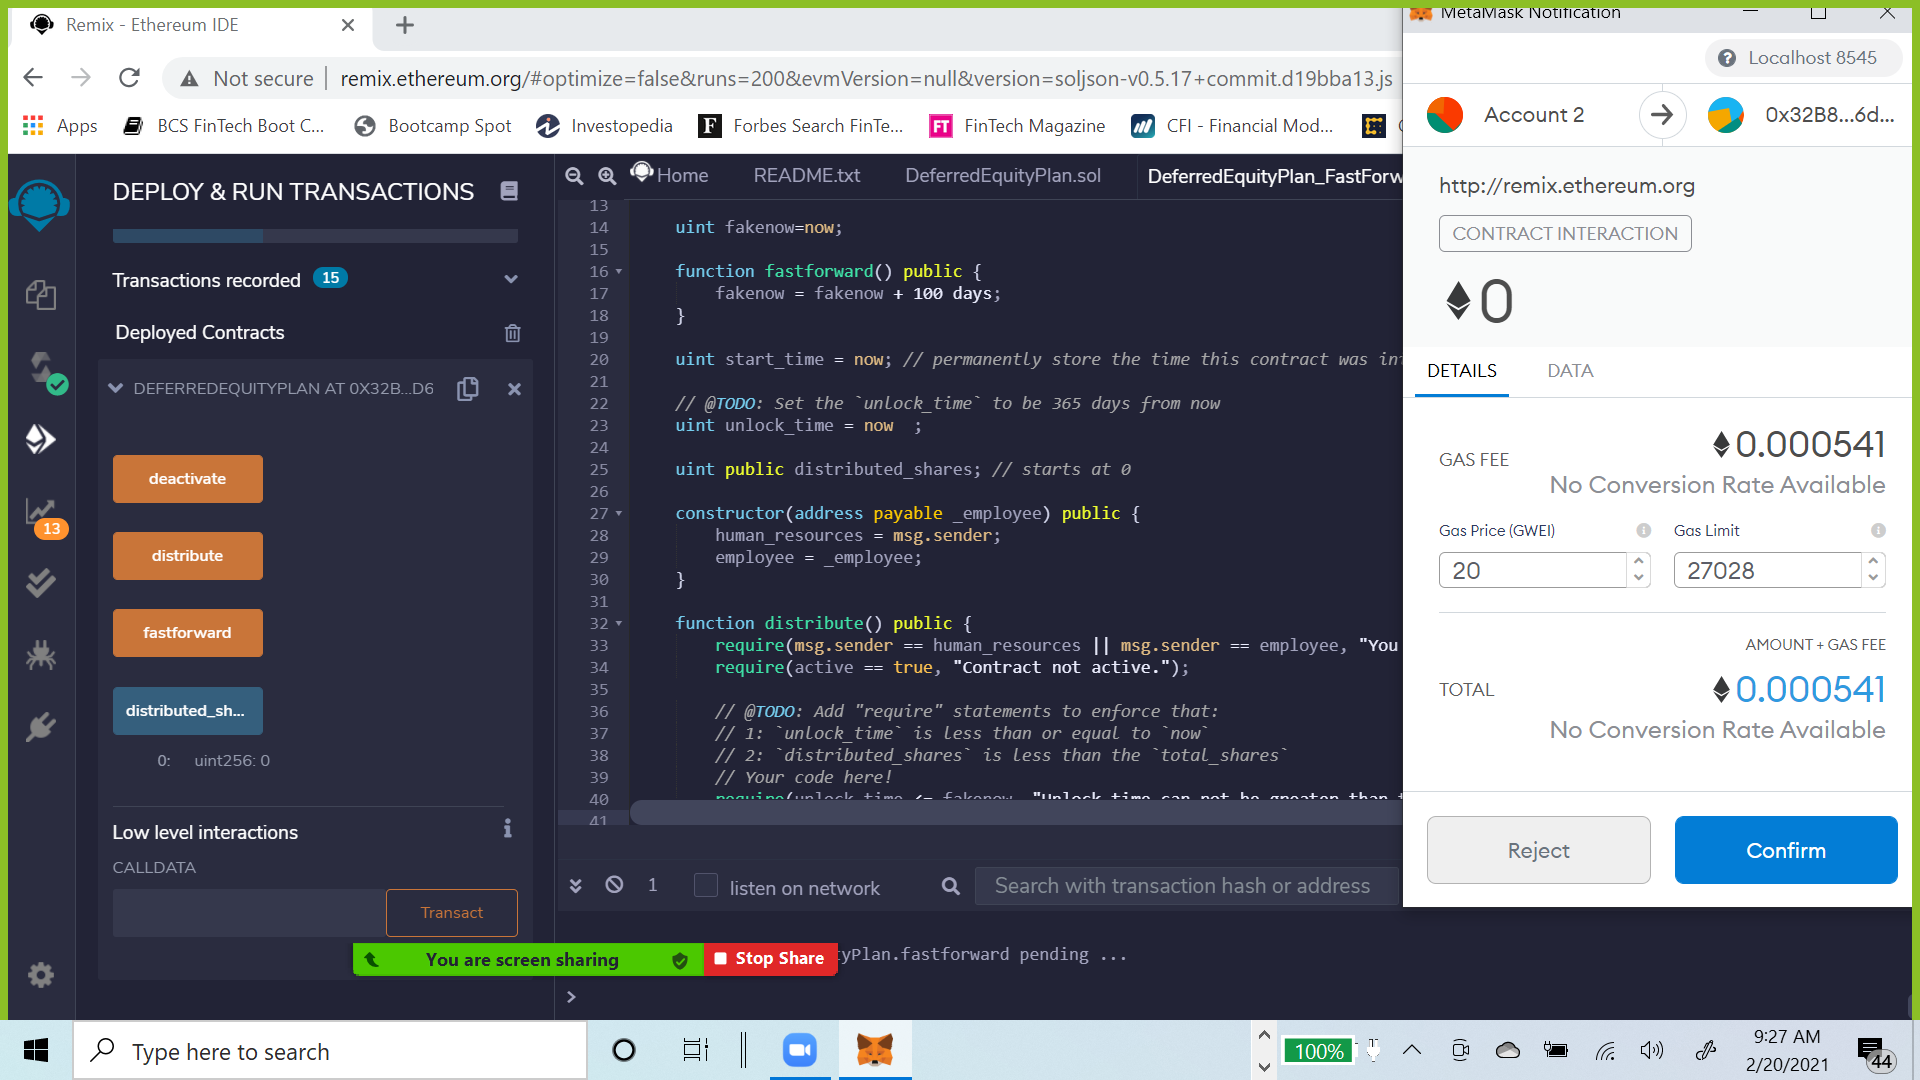 Remix - Ethereum IDE
Not secure
remix.ethereum.org/#optimize=false&runs=200&evmVersion=null&version=soljson-v0.5.17+commit.d19bba13.js
Apps
BCS FinTech Boot C...
Bootcamp Spot
Investopedia
Forbes Search FinTe...
FinTech Magazine
CFI - Financial Mod...
DEPLOY & RUN TRANSACTIONS
Transactions recorded 15
Deployed Contracts
DEFERREDEQUITYPLAN AT 0X32B...D6
deactivate
distribute
fastforward
distributed_sh...
0: uint256: 0
Low level interactions
CALLDATA
Transact
13
Home
README.txt
DeferredEquityPlan.sol
DeferredEquityPlan_FastForw
13
14 uint fakenow=now;
15
16 function fastforward() public {
17 fakenow = fakenow + 100 days;
18 }
19
20 uint start_time = now; // permanently store the time this contract was in
21
22 // @TODO: Set the `unlock_time` to be 365 days from now
23 uint unlock_time = now ;
24
25 uint public distributed_shares; // starts at 0
26
27 constructor(address payable _employee) public {
28 human_resources = msg.sender;
29 employee = _employee;
30 }
31
32 function distribute() public {
33 require(msg.sender == human_resources || msg.sender == employee, "You
34 require(active == true, "Contract not active.");
35
36 // @TODO: Add "require" statements to enforce that:
37 // 1: `unlock_time` is less than or equal to `now`
38 // 2: `distributed_shares` is less than the `total_shares`
39 // Your code here!
40 require(unlock_time <= fakenow, "Unlock time can not be greater than
41
1
listen on network
Search with transaction hash or address
yPlan.fastforward pending ...
>
You are screen sharing
Stop Share
MetaMask Notification
Localhost 8545
Account 2
0x32B8...6d...
http://remix.ethereum.org
CONTRACT INTERACTION
0
DETAILS
DATA
GAS FEE
0.000541
No Conversion Rate Available
Gas Price (GWEI)
Gas Limit
20
27028
AMOUNT + GAS FEE
TOTAL
0.000541
No Conversion Rate Available
Reject
Confirm
Type here to search
100%
9:27 AM
2/20/2021
44